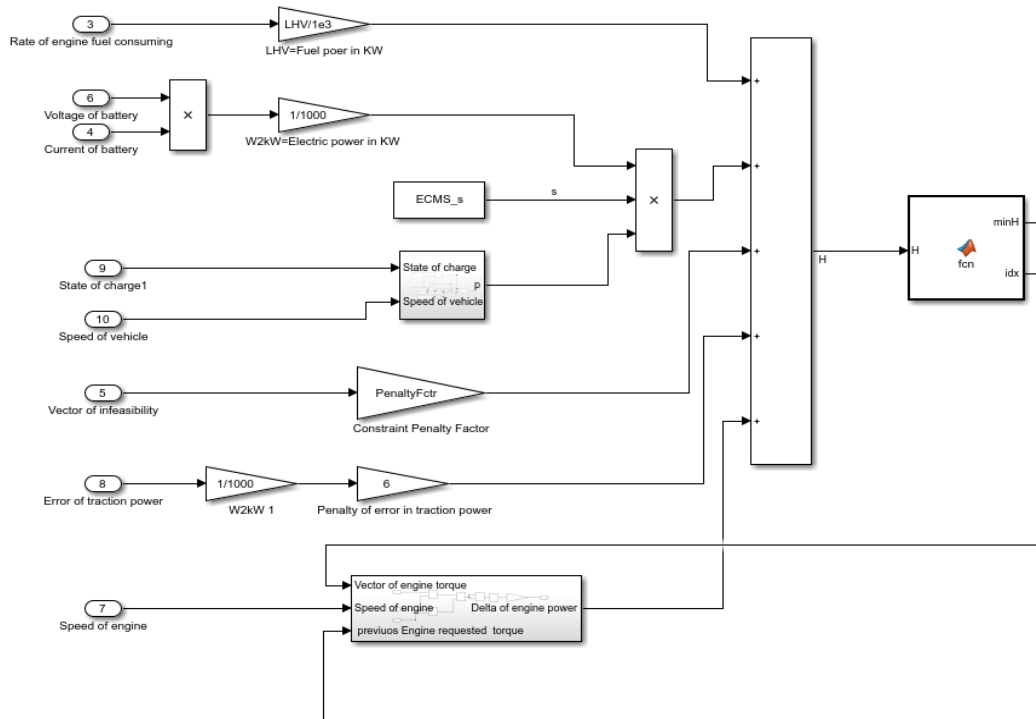 3
Rate of engine fuel consuming
LHV/1e3
LHV=Fuel poer in KW
6
Voltage of battery
4
Current of battery
×
1/1000
W2kW=Electric power in KW
ECMS_s
s
×
9
State of charge1
10
Speed of vehicle
State of charge
p
Speed of vehicle
5
Vector of infeasibility
PenaltyFctr
Constraint Penalty Factor
8
Error of traction power
1/1000
W2kW 1
6
Penalty of error in traction power
7
Speed of engine
Vector of engine torque
Speed of engine
Delta of engine power
previuos Engine requested torque
+
+
+
+
+
H
H
fcn
minH
idx